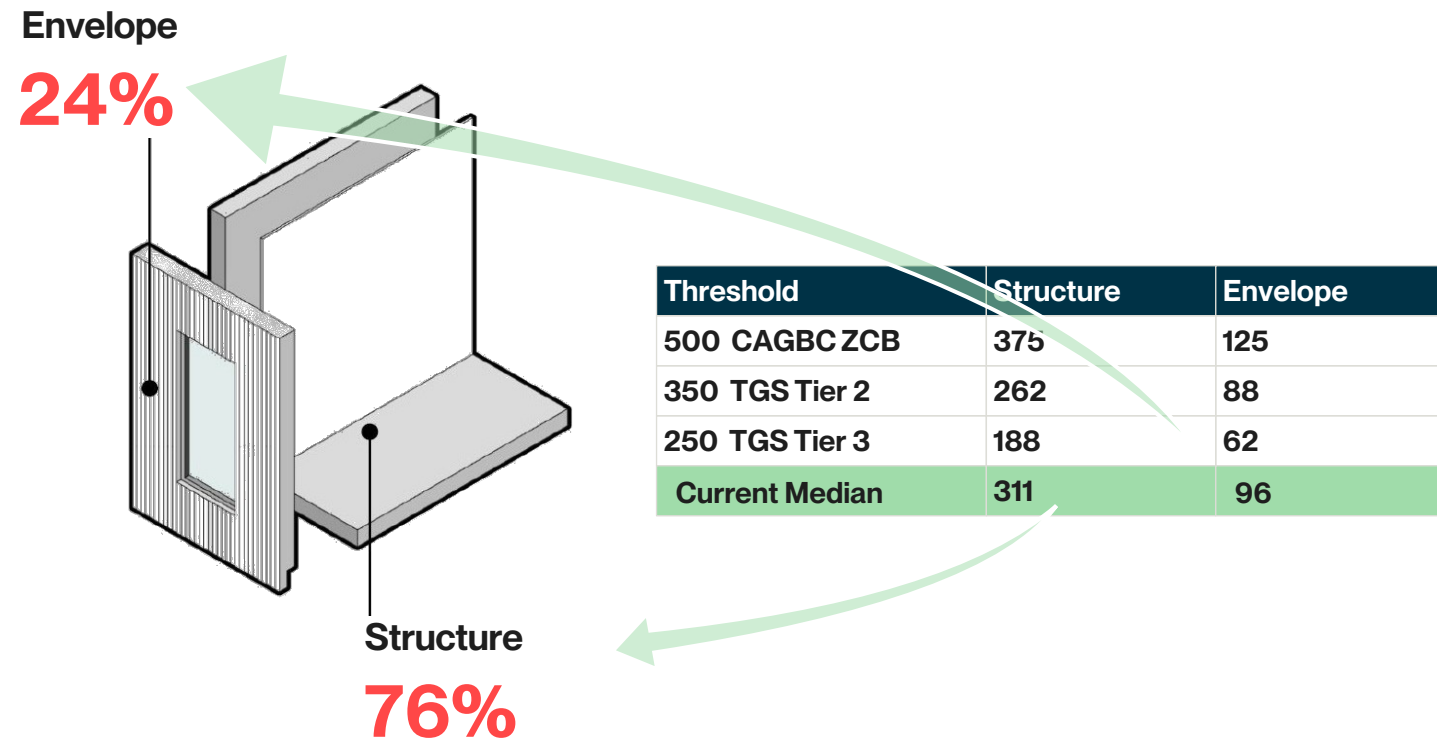 Envelope
24%
Threshold Structure Envelope
500 CAGBC ZCB 375 125
350 TGS Tier 2 262 88
250 TGS Tier 3 188 62
Current Median 311 96
Structure
76%